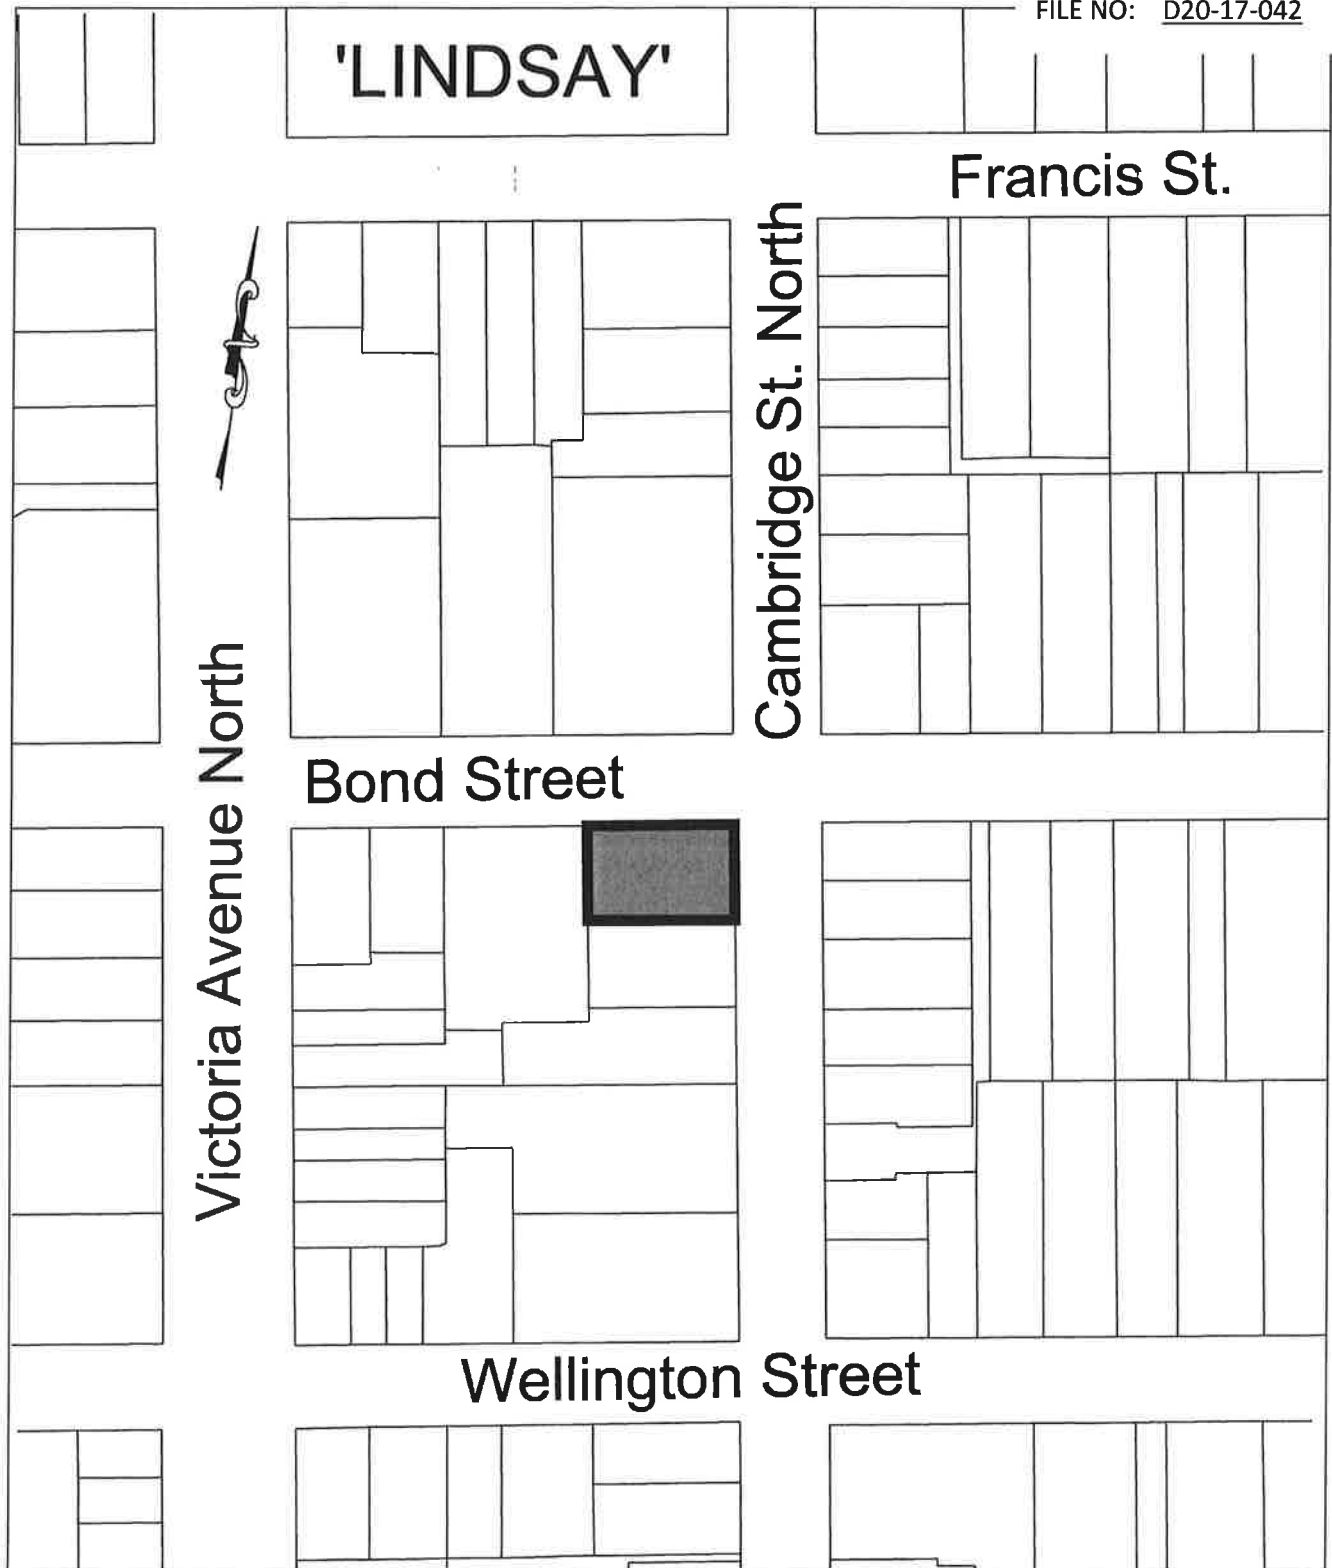 FILE NO: D20-17-042
'LINDSAY'
Francis St.
Cambridge St. North
Victoria Avenue North
Bond Street
Wellington Street